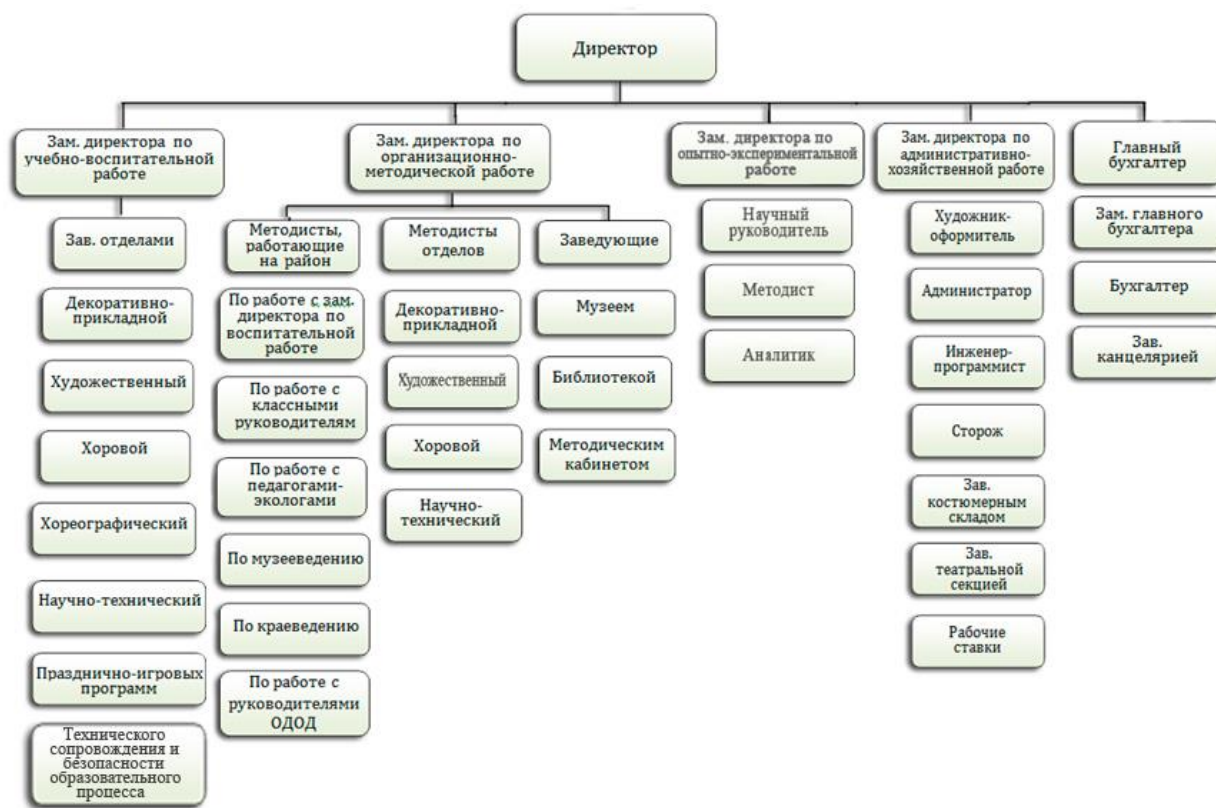 Директор
Зам. директора по
учебно-воспитательной
работе
Зам. директора по
организационно-
методической работе
Зам. директора по
опытно-экспериментальной
работе
Зам. директора по
административно-
хозяйственной работе
Главный
бухгалтер
Зав. отделами
Декоративно-
прикладной
Художественный
Хоровой
Хореографический
Научно-технический
Празднично-игровых
программ
Технического
сопровождения и
безопасности
образовательного
процесса
Методисты,
работающие
на район
По работе с зам.
директора по
воспитательной
работе
По работе с
классными
руководителям
По работе с
педагогами-
экологами
По музееведению
По краеведению
По работе с
руководителями
ОДОД
Методисты
отделов
Декоративно-
прикладной
Художественный
Хоровой
Научно-
технический
Заведующие
Музеем
Библиотекой
Методическим
кабинетом
Научный
руководитель
Методист
Аналитик
Художник-
оформитель
Администратор
Инженер-
программист
Сторож
Зав.
костюмерным
складом
Зав.
театральной
секцией
Рабочие
ставки
Зам. главного
бухгалтера
Бухгалтер
Зав.
канцелярией